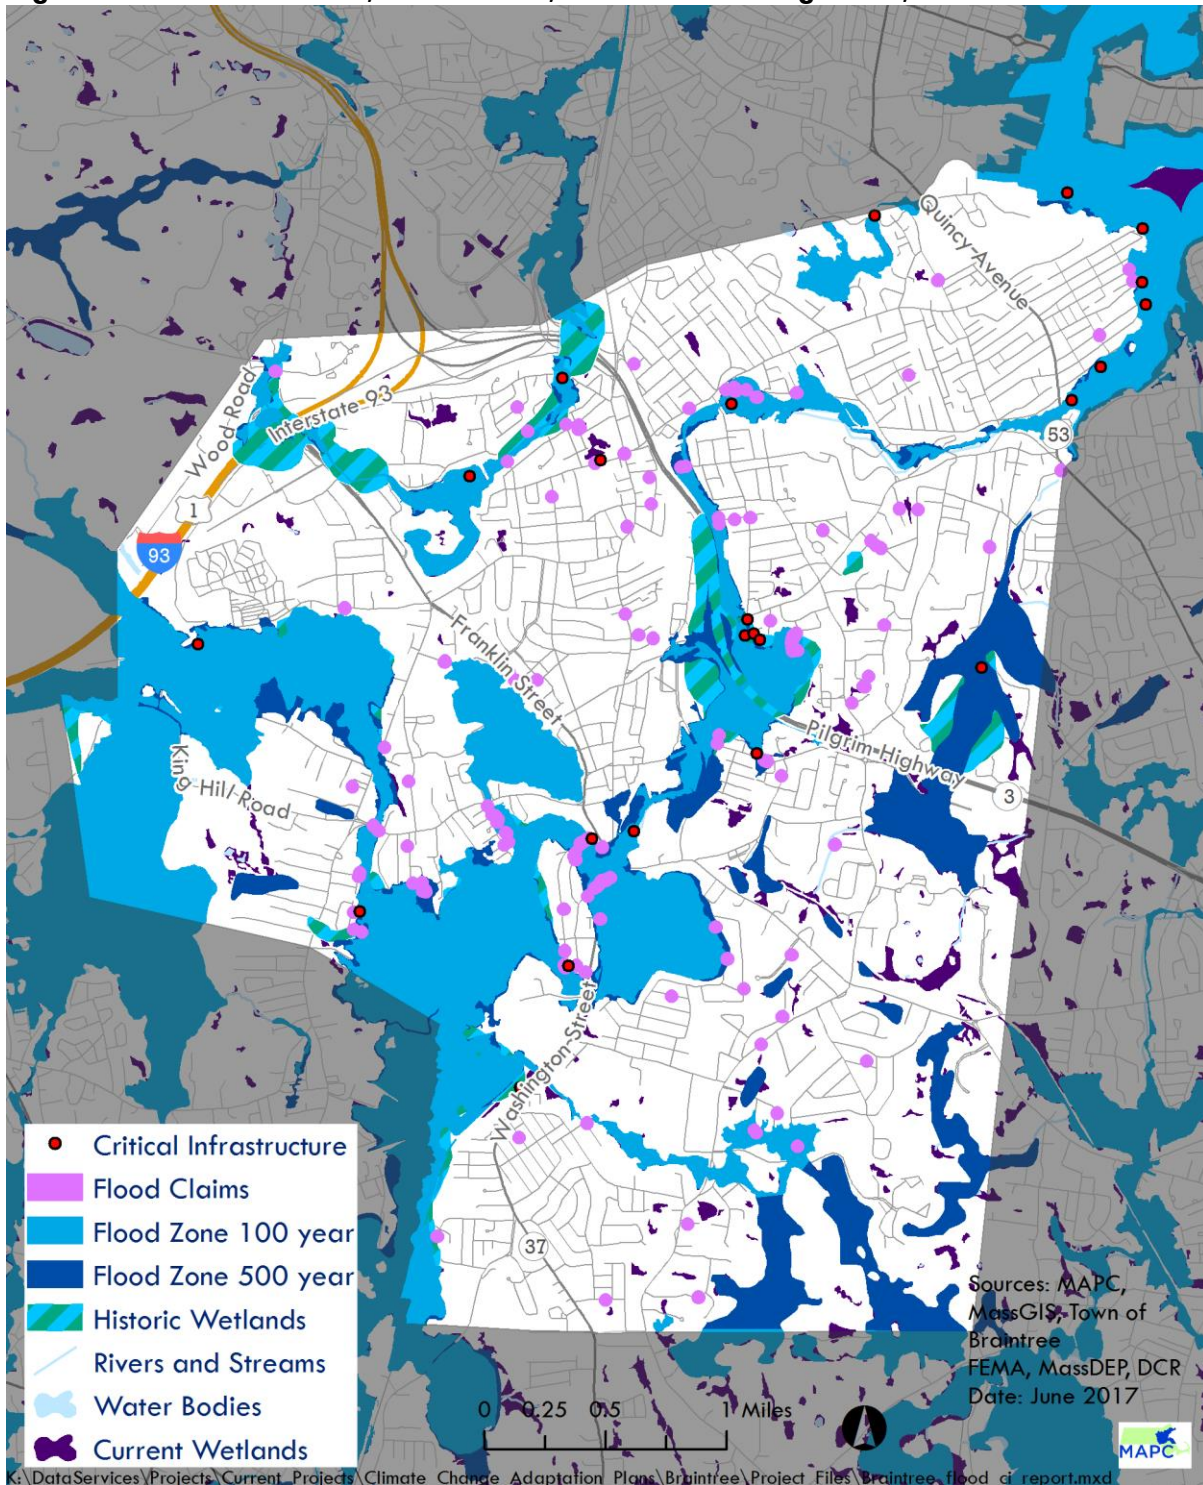 Quincy-Avenue
Wood Road
Interstate-93
1
93
53
Franklin Street
Pilgrim-Highway
3
King-Hill-Road
Washington-Street
37
Critical Infrastructure
Flood Claims
Flood Zone 100 year
Flood Zone 500 year
Historic Wetlands
Rivers and Streams
Water Bodies
Current Wetlands
Sources: MAPC,
MassGIS, Town of
Braintree
FEMA, MassDEP, DCR
Date: June 2017
0 0.25 0.5 1 Miles
MAPC
K:\DataServices\Projects\Current_Projects\Climate_Change_Adaptation_Plans\Braintree\Project_Files\Braintree_flood_ci_report.mxd